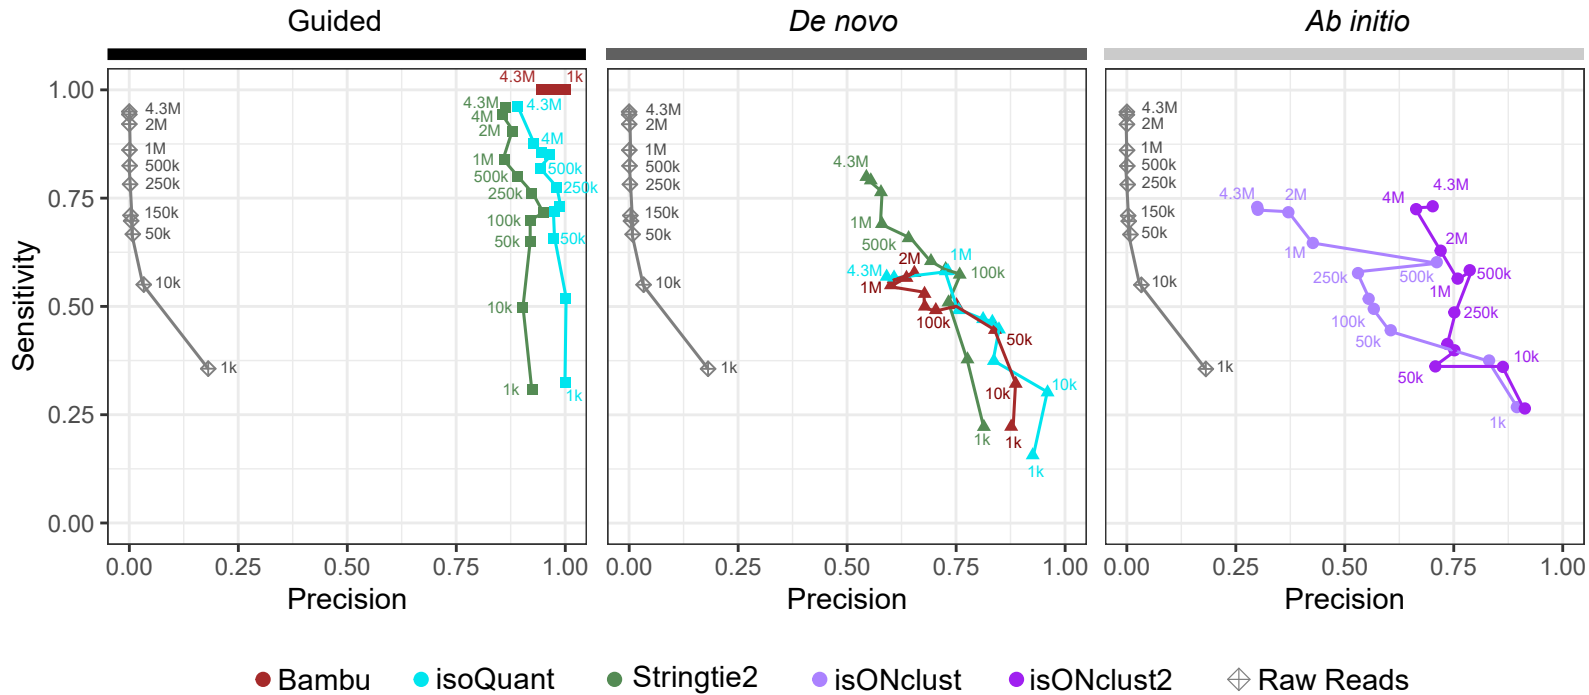 Guided
De novo
Ab initio
Sensitivity
1.00
0.75
0.50
0.25
0.00
4.3M
2M
1M
500k
250k
150k
50k
10k
1k
4.3M
4M
2M
1M
500k
250k
100k
50k
10k
1k
4.3M
1k
4.3M
4M
500k
250k
50k
1k
0.00 0.25 0.50 0.75 1.00
Precision
4.3M
2M
1M
500k
250k
150k
50k
10k
1k
4.3M
1M
500k
100k
1k
4.3M
1M
10k
1k
2M
1M
100k
50k
10k
1k
0.00 0.25 0.50 0.75 1.00
Precision
4.3M
2M
1M
500k
250k
150k
50k
10k
1k
4.3M
2M
1M
500k
250k
100k
50k
1k
4.3M
4M
2M
500k
1M
250k
50k
10k
0.00 0.25 0.50 0.75 1.00
Precision
Bambu isoQuant Stringtie2 isONclust isONclust2 Raw Reads